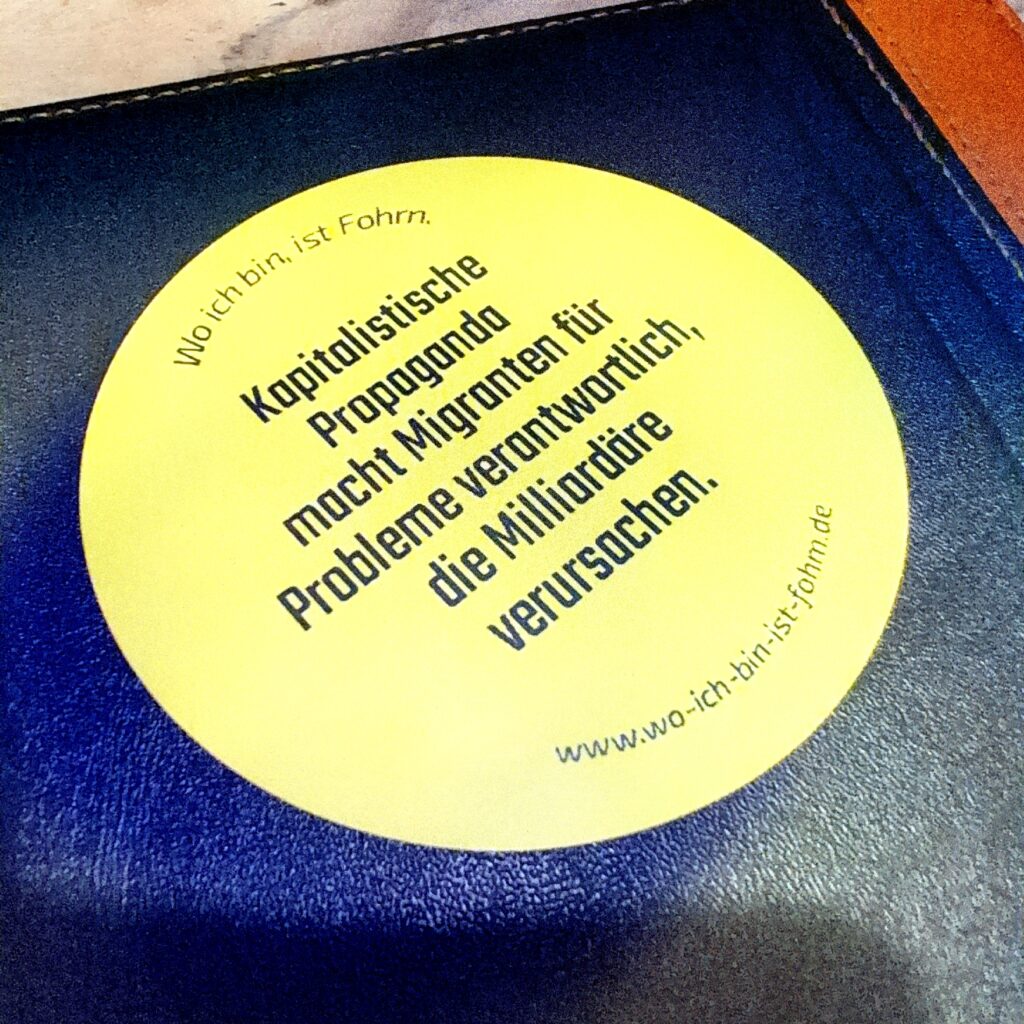 Wo ich bin, ist Fohrn.
Kapitalistische
Propaganda
macht Migranten für
Probleme verantwortlich,
die Milliardäre
verursachen.
www.wo-ich-bin-ist-fohrn.de